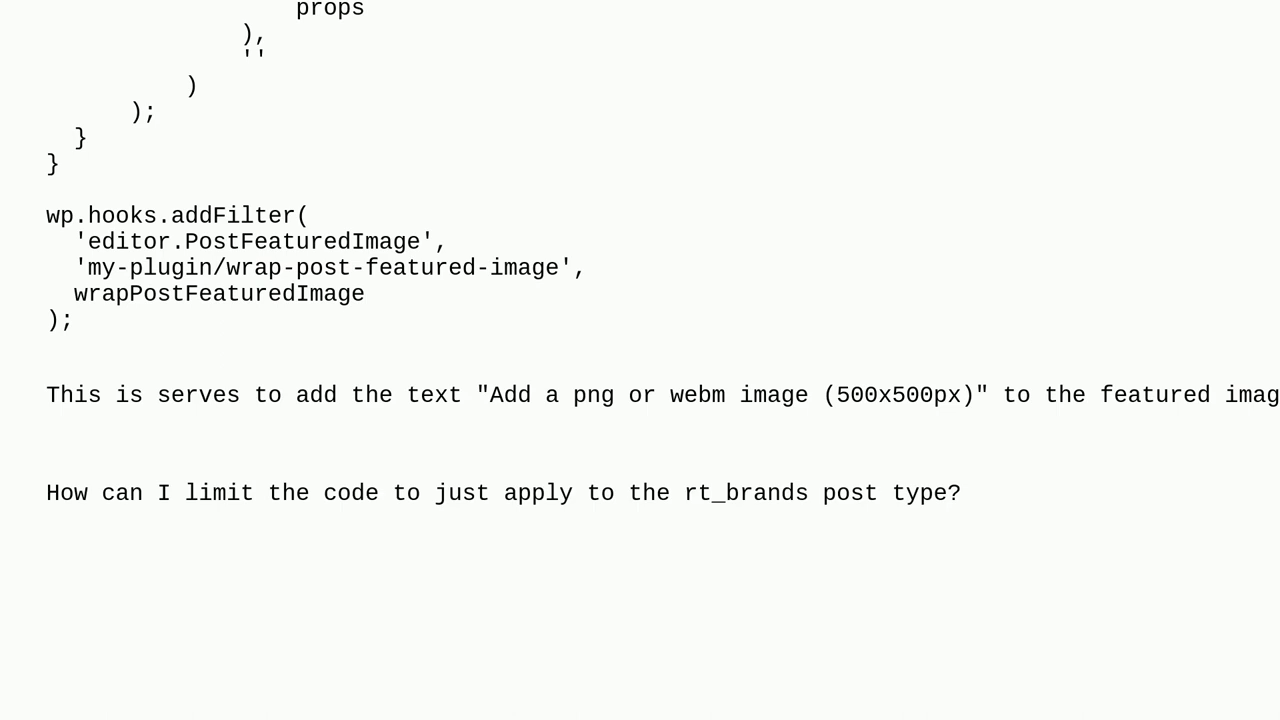 props
),
''
)
);
}
}
wp.hooks.addFilter(
'editor.PostFeaturedImage',
'my-plugin/wrap-post-featured-image',
wrapPostFeaturedImage
);
This is serves to add the text "Add a png or webm image (500x500px)" to the featured imag
How can I limit the code to just apply to the rt_brands post type?